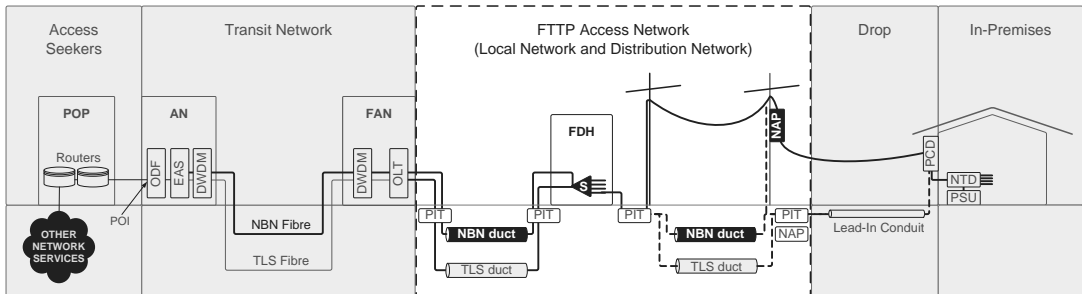 Access
Seekers
Transit Network
FTTP Access Network
(Local Network and Distribution Network)
Drop
In-Premises
POP
AN
FAN
FDH
NAP
Routers
ODF
EAS
DWDM
DWDM
OLT
S
PCD
NTD
PSU
POI
PIT
PIT
PIT
PIT
NAP
NBN Fibre
TLS Fibre
NBN duct
TLS duct
NBN duct
TLS duct
Lead-In Conduit
OTHER
NETWORK
SERVICES